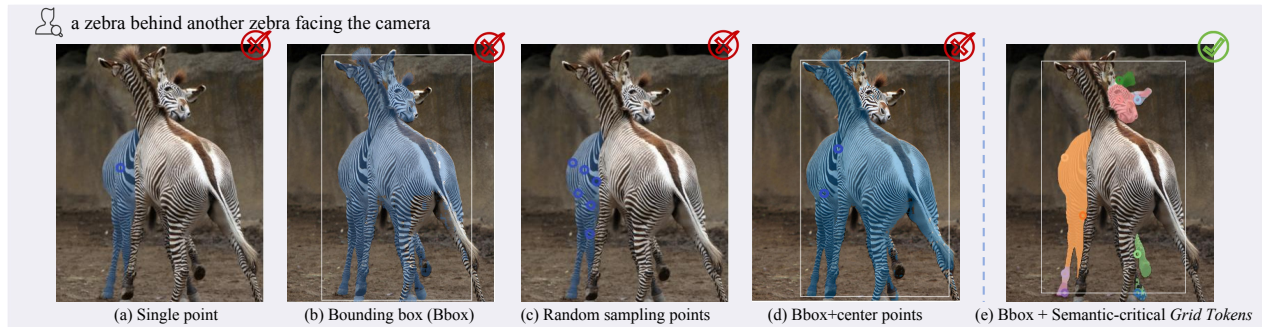 a zebra behind another zebra facing the camera
(a) Single point
(b) Bounding box (Bbox)
(c) Random sampling points
(d) Bbox+center points
(e) Bbox + Semantic-critical Grid Tokens